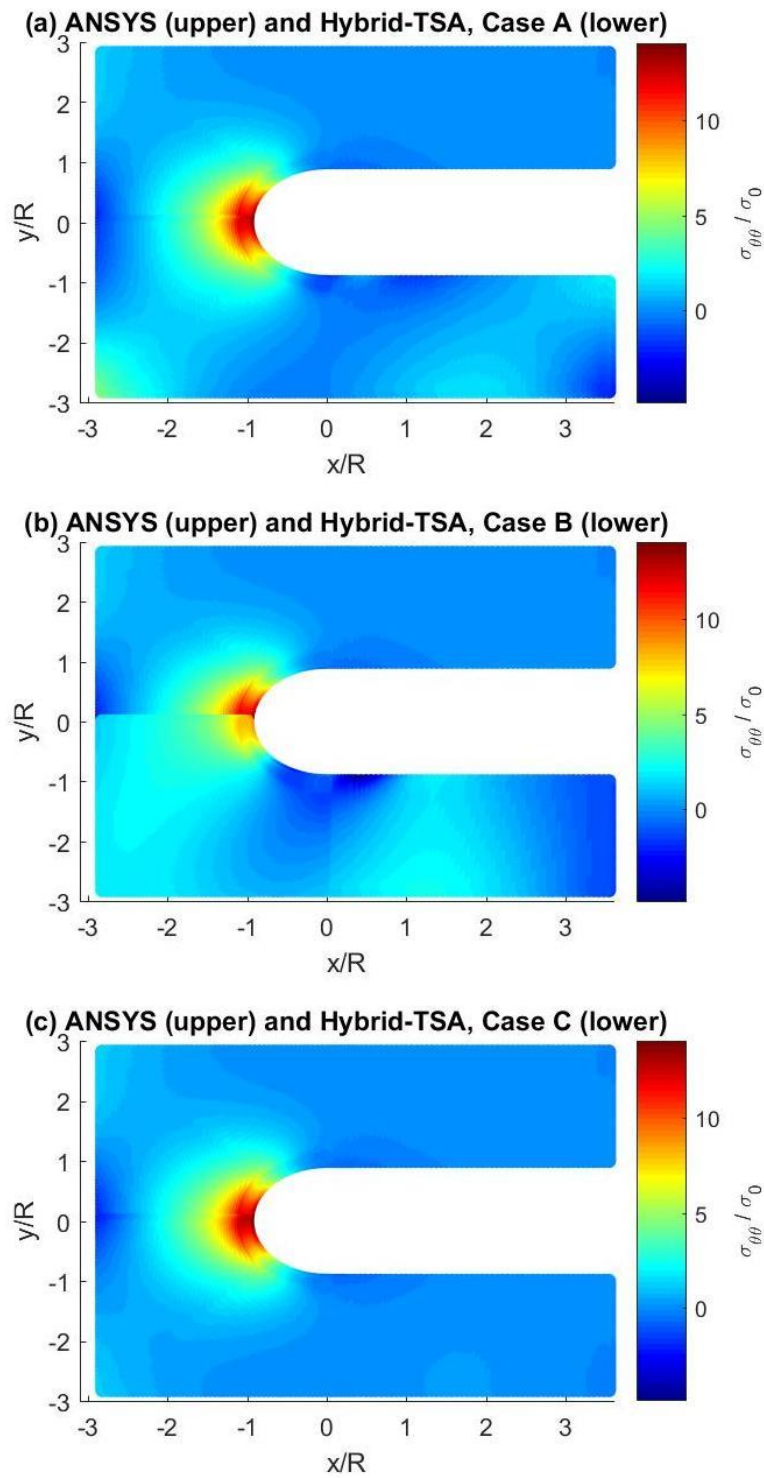 (a) ANSYS (upper) and Hybrid-TSA, Case A (lower)
3
2
1
0
-1
-2
-3
y/R
-3 -2 -1 0 1 2 3
x/R
10
5
0
σθθ / σ0
(b) ANSYS (upper) and Hybrid-TSA, Case B (lower)
3
2
1
0
-1
-2
-3
y/R
-3 -2 -1 0 1 2 3
x/R
10
5
0
σθθ / σ0
(c) ANSYS (upper) and Hybrid-TSA, Case C (lower)
3
2
1
0
-1
-2
-3
y/R
-3 -2 -1 0 1 2 3
x/R
10
5
0
σθθ / σ0